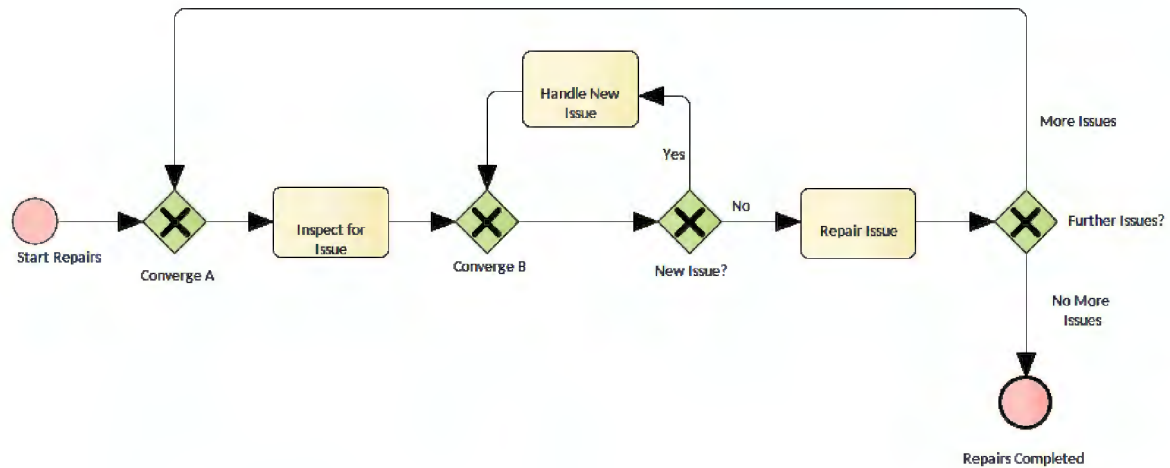 Handle New
Issue
More Issues
Yes
No
Start Repairs
Converge A
Inspect for
Issue
Converge B
New Issue?
Repair Issue
Further Issues?
No More
Issues
Repairs Completed